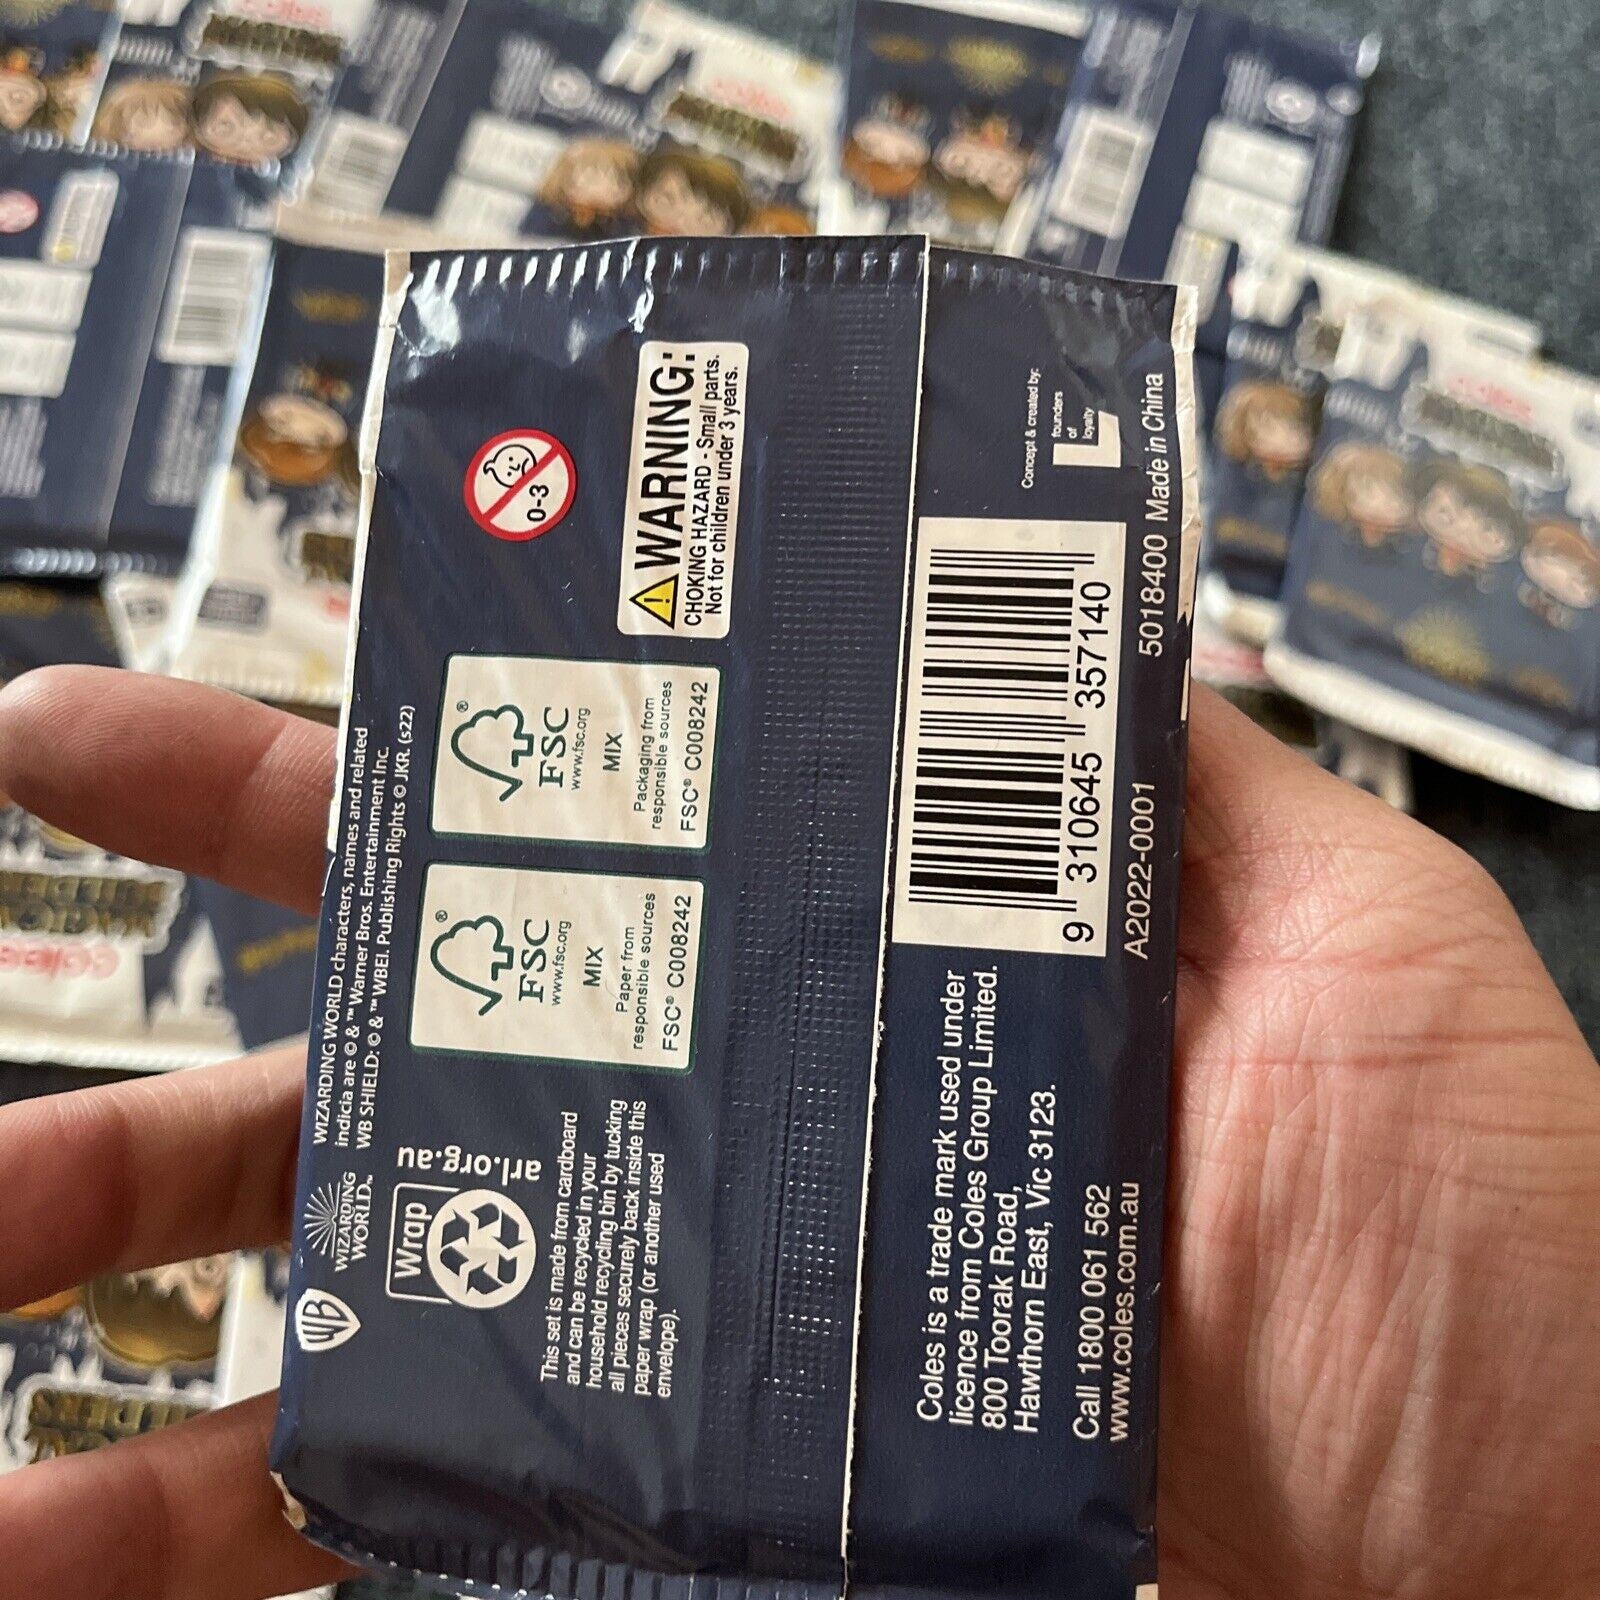 WB
WIZARDING
WORLD™
WIZARDING WORLD characters, names and related
indicia are © & ™ Warner Bros. Entertainment Inc.
WB SHIELD: © & ™ WBEI. Publishing Rights © JKR. (s22)
Wrap
arl.org.au
This set is made from cardboard
and can be recycled in your
household recycling bin by tucking
all pieces securely back inside this
paper wrap (or another used
envelope).
FSC®
www.fsc.org
MIX
Paper from
responsible sources
FSC® C008242
FSC®
www.fsc.org
MIX
Packaging from
responsible sources
FSC® C008242
0-3
WARNING:
CHOKING HAZARD - Small parts.
Not for children under 3 years.
Coles is a trade mark used under
licence from Coles Group Limited.
800 Toorak Road,
Hawthorn East, Vic 3123.
Call 1800 061 562
www.coles.com.au
9 310645 357140
A2022-0001
5018400 Made in China
Concept & created by:
founders
of
loyalty
L
coles
coles
coles
coles